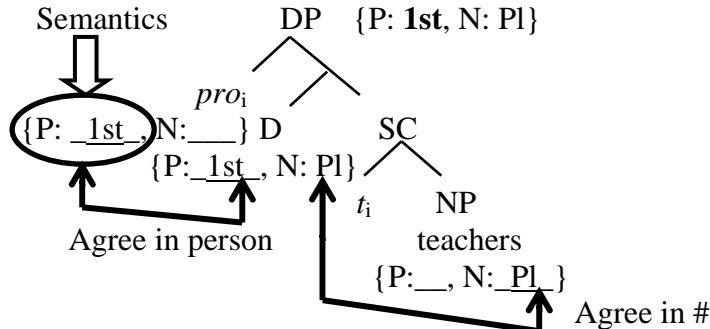 Semantics DP {P: 1st, N: Pl}
proᵢ
{P: _1st_, N:___} D SC
{P:_1st_, N: Pl}
tᵢ NP
Agree in person teachers
{P:__, N:_Pl_}
Agree in #